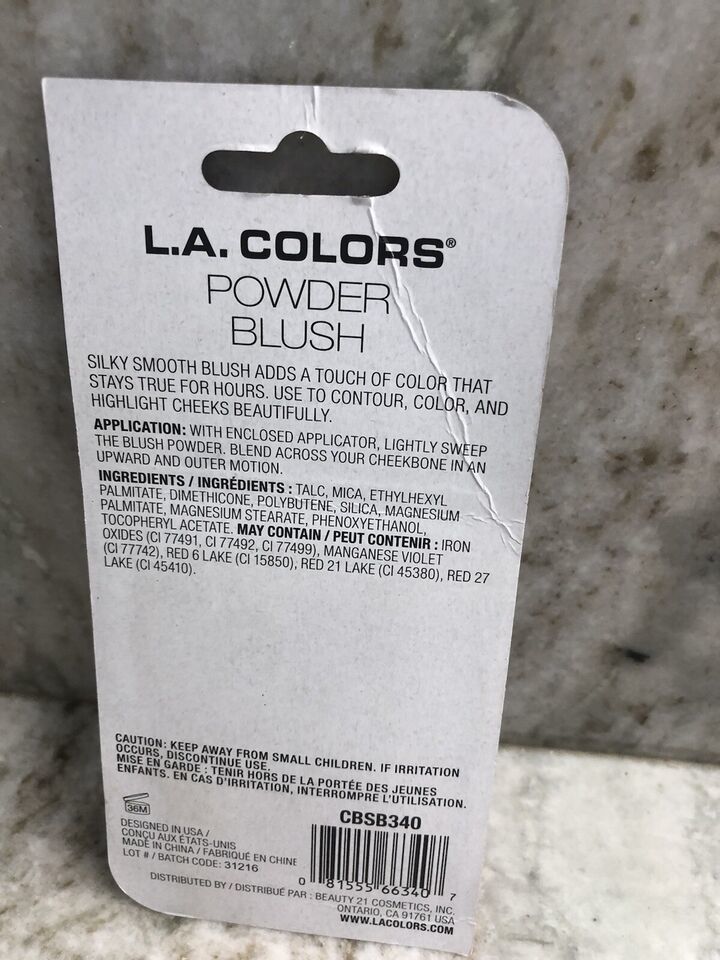 L.A. COLORS®
POWDER
BLUSH
SILKY SMOOTH BLUSH ADDS A TOUCH OF COLOR THAT
STAYS TRUE FOR HOURS. USE TO CONTOUR, COLOR, AND
HIGHLIGHT CHEEKS BEAUTIFULLY.
APPLICATION: WITH ENCLOSED APPLICATOR, LIGHTLY SWEEP
THE BLUSH POWDER. BLEND ACROSS YOUR CHEEKBONE IN AN
UPWARD AND OUTER MOTION.
INGREDIENTS / INGRÉDIENTS : TALC, MICA, ETHYLHEXYL
PALMITATE, DIMETHICONE, POLYBUTENE, SILICA, MAGNESIUM
PALMITATE, MAGNESIUM STEARATE, PHENOXYETHANOL,
TOCOPHERYL ACETATE. MAY CONTAIN / PEUT CONTENIR : IRON
OXIDES (CI 77491, CI 77492, CI 77499), MANGANESE VIOLET
(CI 77742), RED 6 LAKE (CI 15850), RED 21 LAKE (CI 45380), RED 27
LAKE (CI 45410).
CAUTION: KEEP AWAY FROM SMALL CHILDREN. IF IRRITATION
OCCURS, DISCONTINUE USE.
MISE EN GARDE : TENIR HORS DE LA PORTÉE DES JEUNES
ENFANTS. EN CAS D'IRRITATION, INTERROMPRE L'UTILISATION.
36M
DESIGNED IN USA /
CONÇU AUX ÉTATS-UNIS
MADE IN CHINA / FABRIQUÉ EN CHINE
LOT # / BATCH CODE: 31216
CBSB340
0 81555 66340 7
DISTRIBUTED BY / DISTRIBUÉ PAR : BEAUTY 21 COSMETICS, INC.
ONTARIO, CA 91761 USA
WWW.LACOLORS.COM